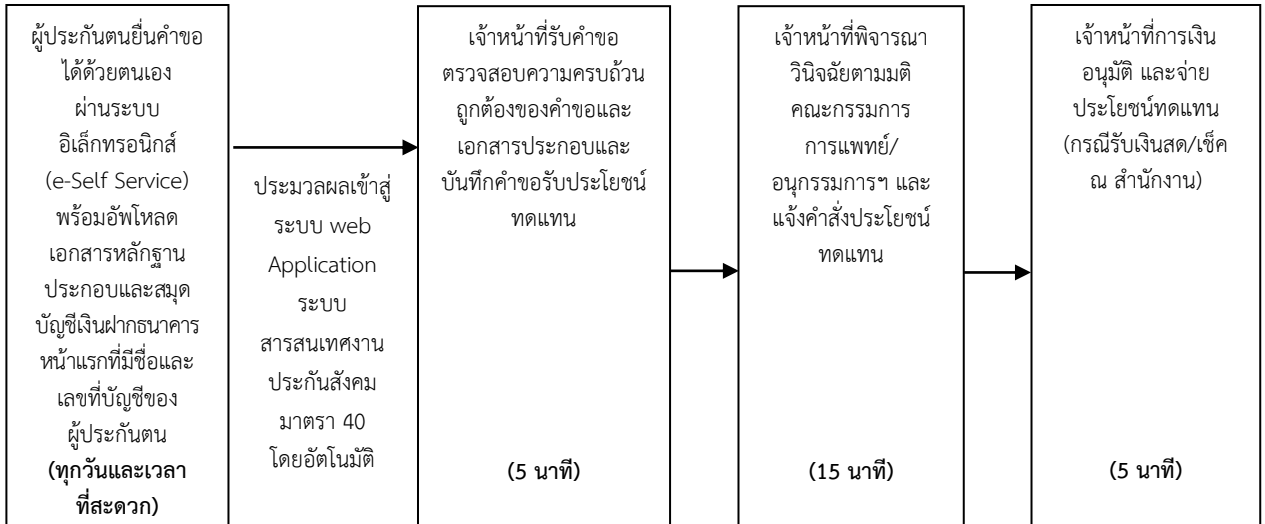 ผู้ประกันตนยื่นคำขอ
ได้ด้วยตนเอง
ผ่านระบบ
อิเล็กทรอนิกส์
(e-Self Service)
พร้อมอัพโหลด
เอกสารหลักฐาน
ประกอบและสมุด
บัญชีเงินฝากธนาคาร
หน้าแรกที่มีชื่อและ
เลขที่บัญชีของ
ผู้ประกันตน
(ทุกวันและเวลา
ที่สะดวก)
ประมวลผลเข้าสู่
ระบบ web
Application
ระบบ
สารสนเทศงาน
ประกันสังคม
มาตรา 40
โดยอัตโนมัติ
เจ้าหน้าที่รับคำขอ
ตรวจสอบความครบถ้วน
ถูกต้องของคำขอและ
เอกสารประกอบและ
บันทึกคำขอรับประโยชน์
ทดแทน
(5 นาที)
เจ้าหน้าที่พิจารณา
วินิจฉัยตามมติ
คณะกรรมการ
การแพทย์/
อนุกรรมการฯ และ
แจ้งคำสั่งประโยชน์
ทดแทน
(15 นาที)
เจ้าหน้าที่การเงิน
อนุมัติ และจ่าย
ประโยชน์ทดแทน
(กรณีรับเงินสด/เช็ค
ณ สำนักงาน)
(5 นาที)